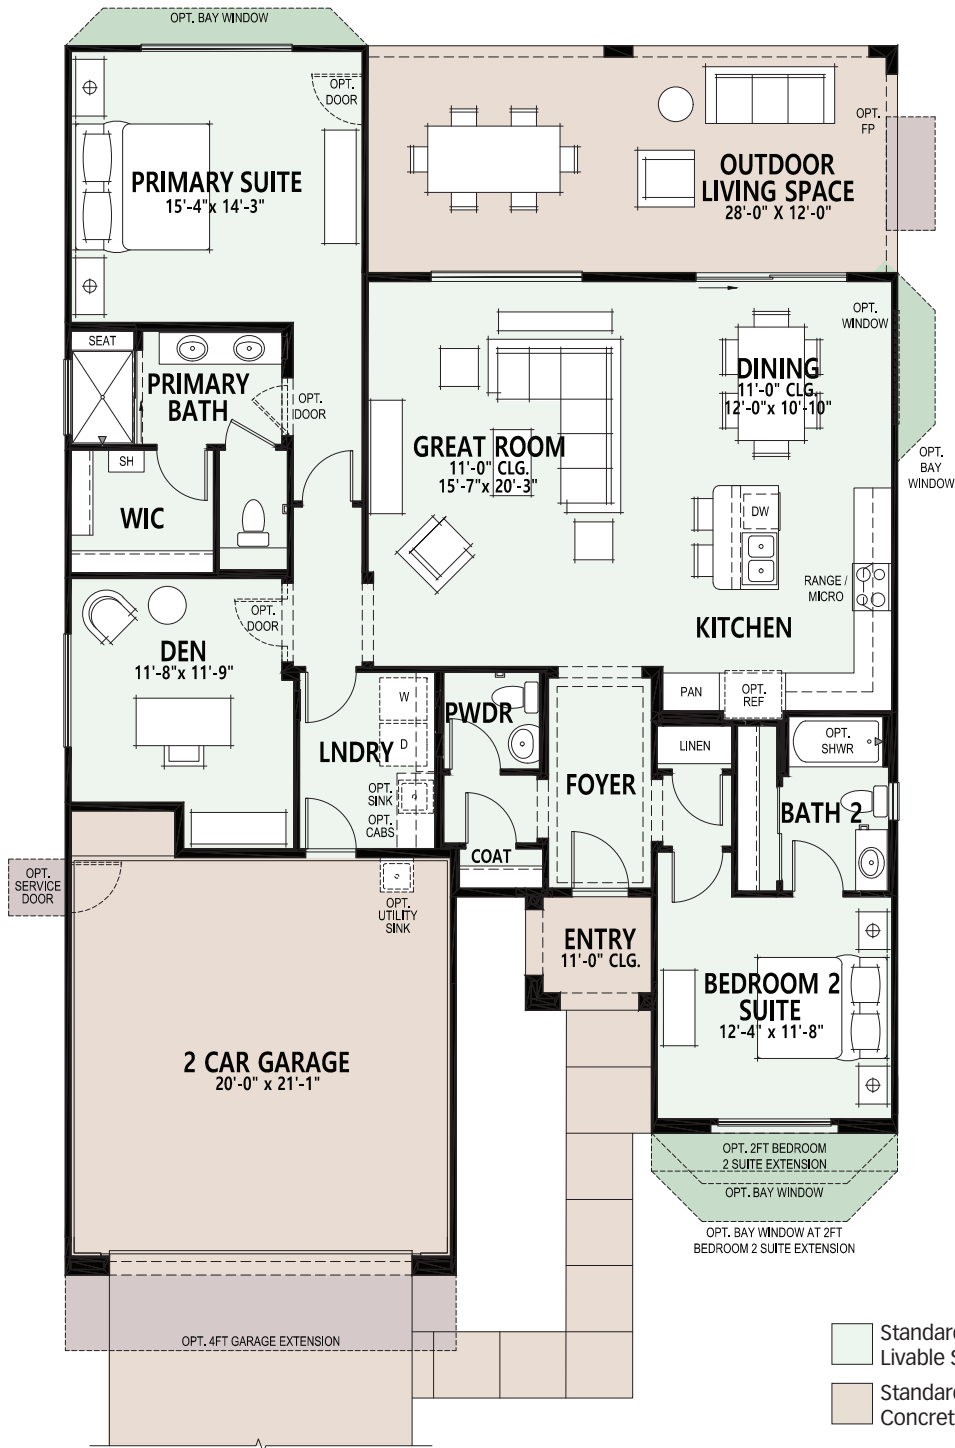 OPT. BAY WINDOW
OPT.
DOOR
PRIMARY SUITE
15'-4"x 14'-3"
OPT.
FP
OUTDOOR
LIVING SPACE
28'-0" X 12'-0"
SEAT
PRIMARY
BATH
OPT.
DOOR
SH
WIC
GREAT ROOM
11'-0" CLG.
15'-7"x 20'-3"
OPT.
WINDOW
DINING
11'-0" CLG.
12'-0"x 10'-10"
OPT.
BAY
WINDOW
DW
RANGE /
MICRO
KITCHEN
OPT.
DOOR
DEN
11'-8"x 11'-9"
PAN
OPT.
REF
W
D
LNDRY
OPT.
SINK
OPT.
CABS
PWDR
COAT
FOYER
LINEN
OPT.
SHWR
BATH 2
OPT.
SERVICE
DOOR
OPT.
UTILITY
SINK
ENTRY
11'-0" CLG.
BEDROOM 2
SUITE
12'-4" x 11'-8"
2 CAR GARAGE
20'-0" x 21'-1"
OPT. 2FT BEDROOM
2 SUITE EXTENSION
OPT. BAY WINDOW
OPT. BAY WINDOW AT 2FT
BEDROOM 2 SUITE EXTENSION
OPT. 4FT GARAGE EXTENSION
Standard
Livable S
Standard
Concret